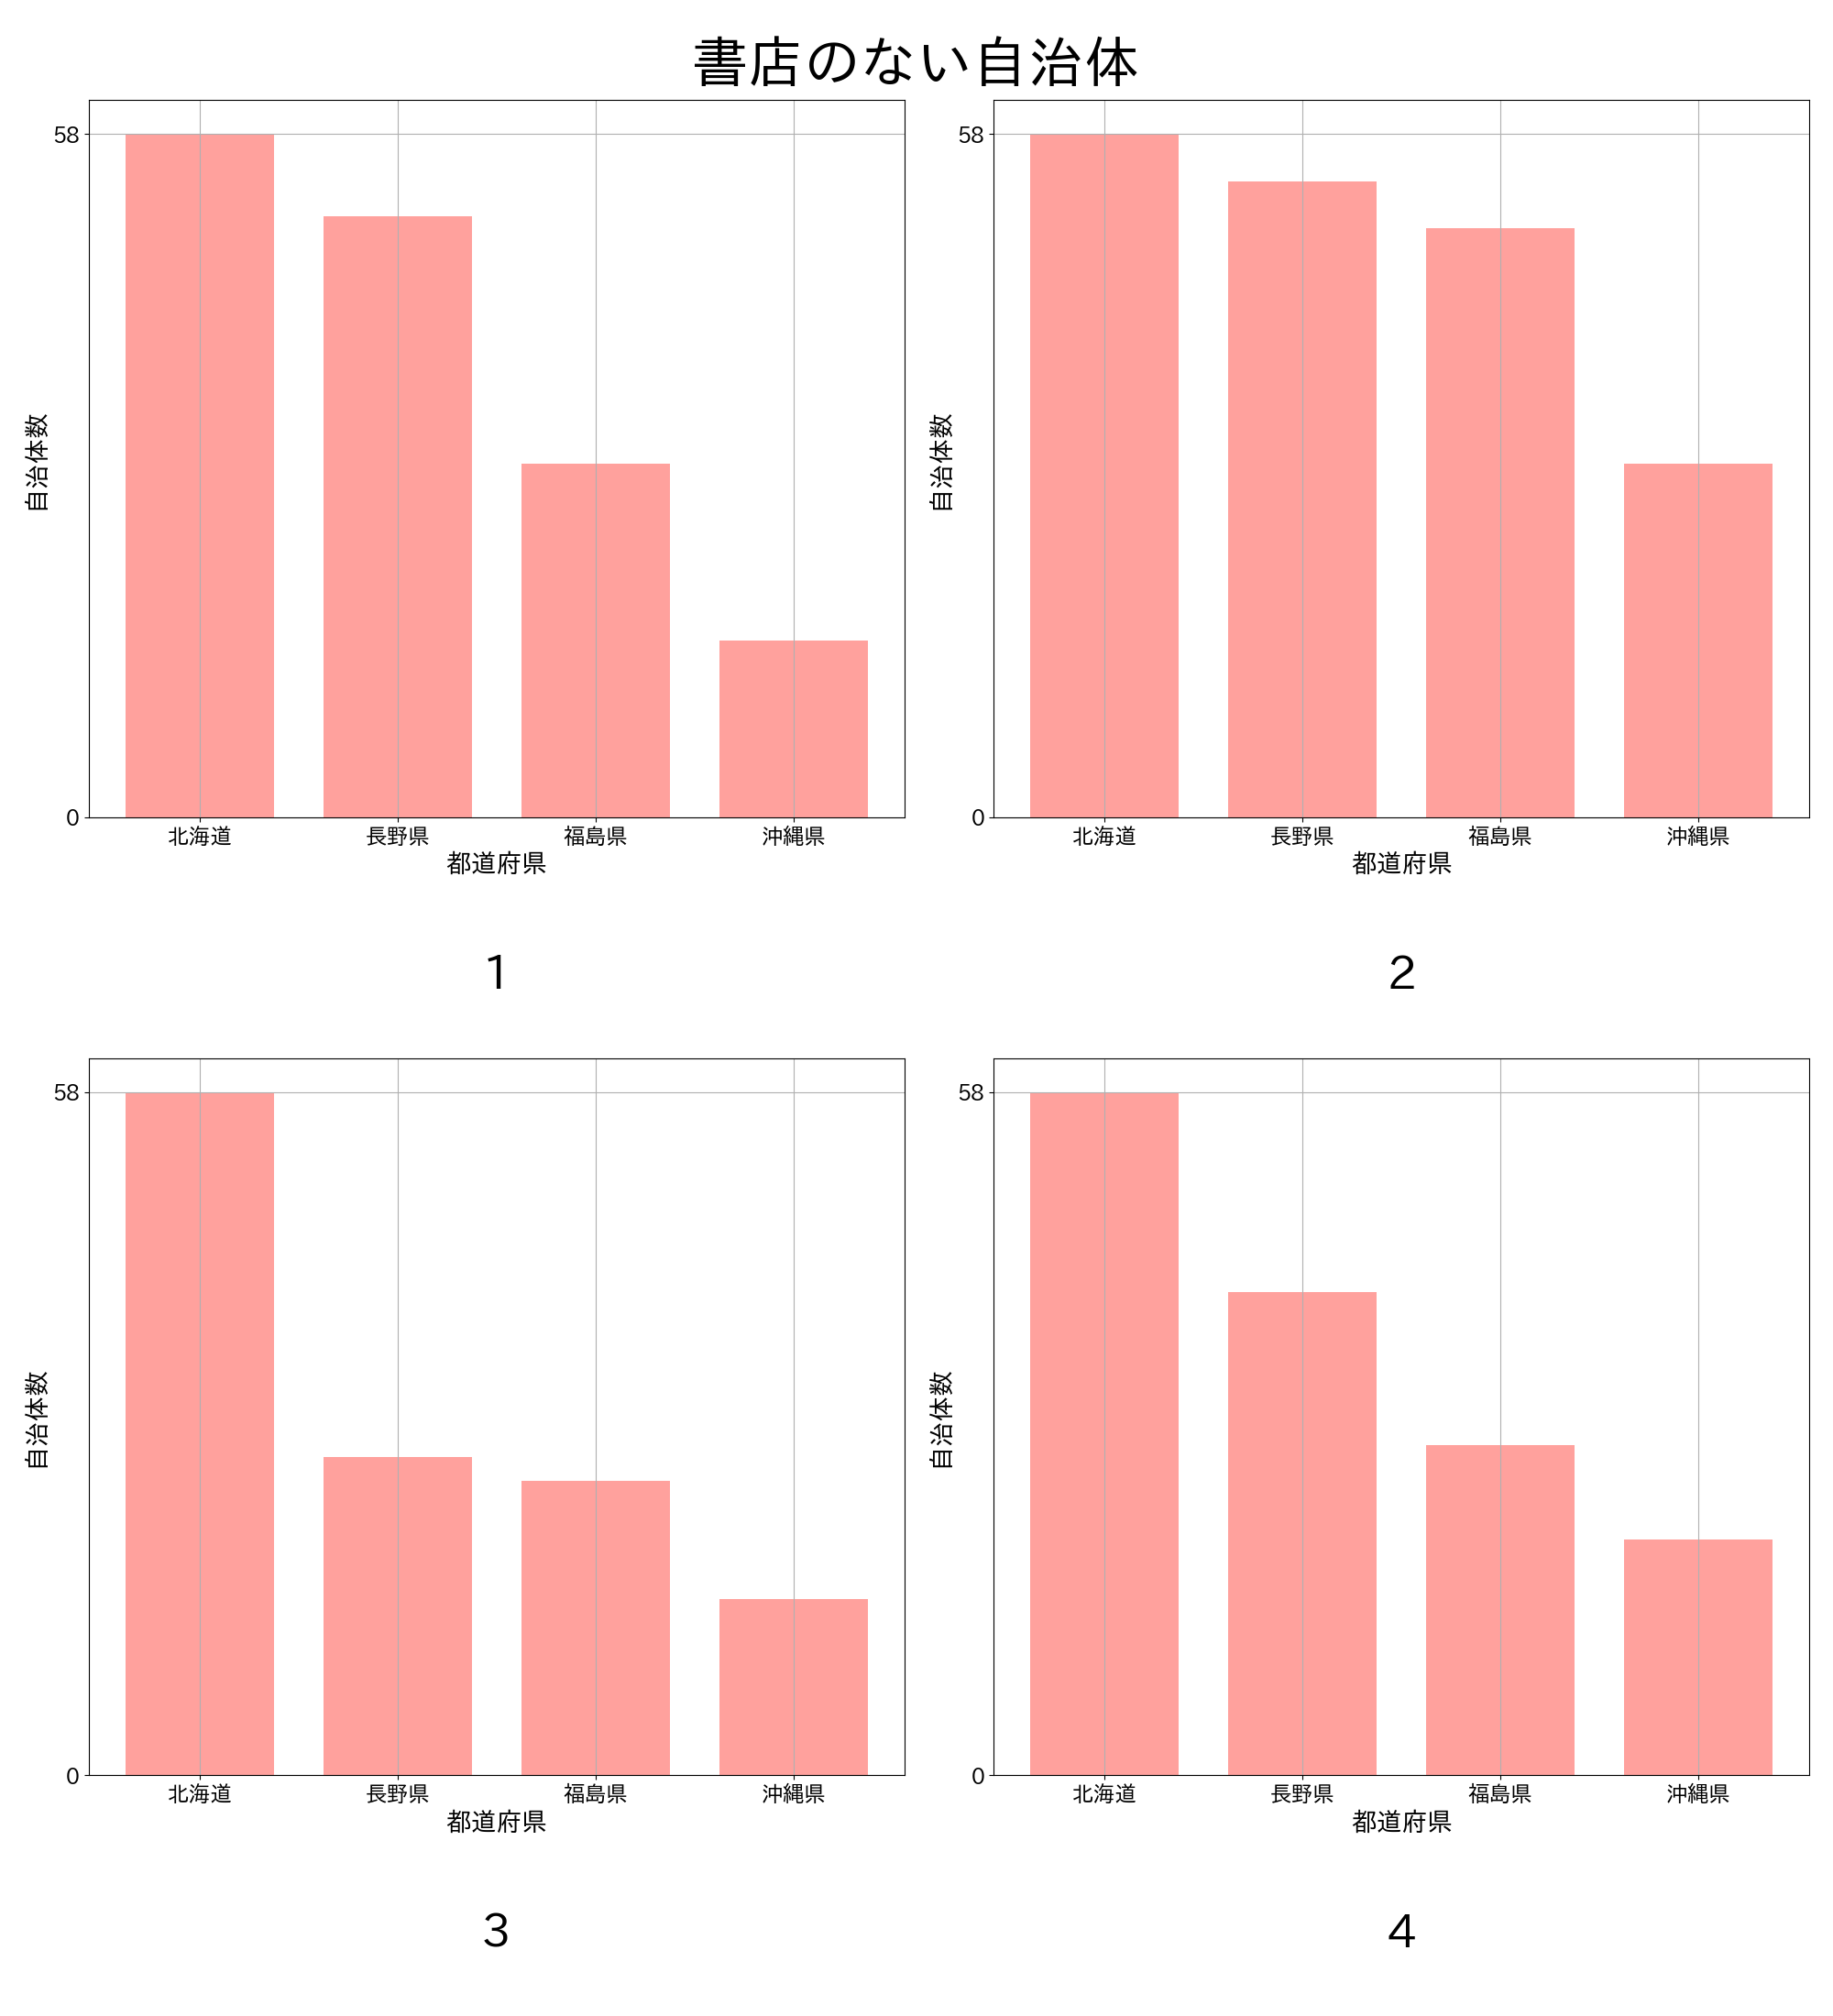 書店のない自治体
58
0
自治体数
北海道 長野県 福島県 沖縄県
都道府県
1
58
0
自治体数
北海道 長野県 福島県 沖縄県
都道府県
2
58
0
自治体数
北海道 長野県 福島県 沖縄県
都道府県
3
58
0
自治体数
北海道 長野県 福島県 沖縄県
都道府県
4